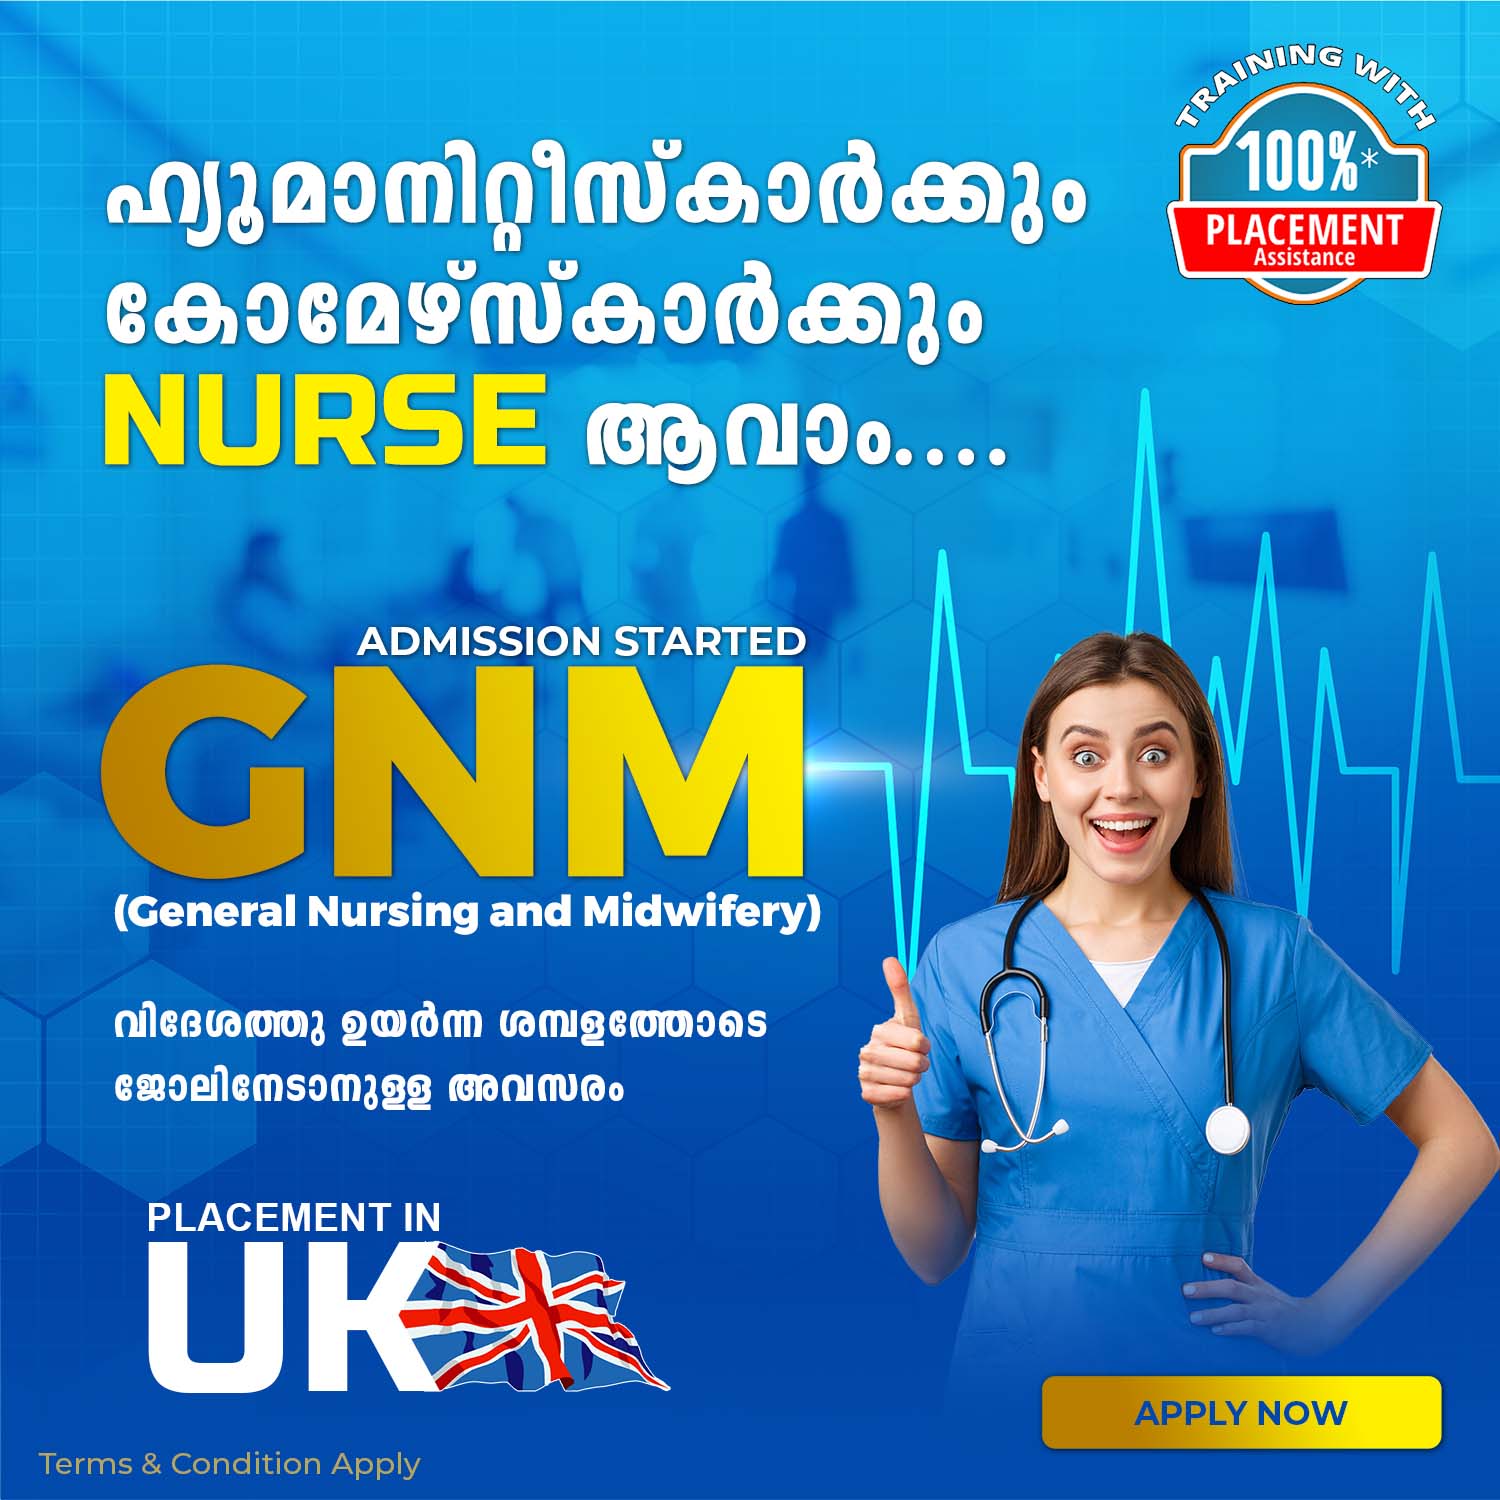 TRAINING WITH
100%*
PLACEMENT
Assistance
ഹ്യൂമാനിറ്റീസ്കാർക്കും
കോമേഴ്സ്കാർക്കും
NURSE ആവാം....
ADMISSION STARTED
GNM
(General Nursing and Midwifery)
വിദേശത്തു ഉയർന്ന ശമ്പളത്തോടെ
ജോലിനേടാനുള്ള അവസരം
PLACEMENT IN
UK
APPLY NOW
Terms & Condition Apply